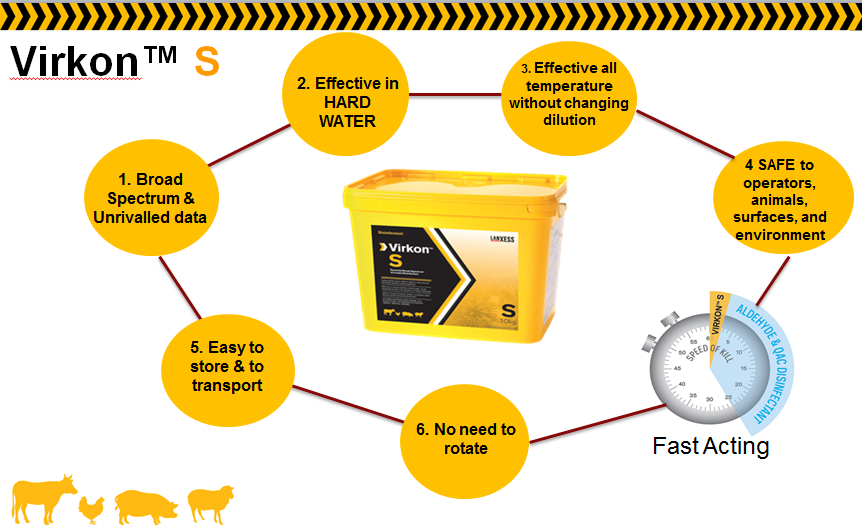 Virkon™ S
1. Broad
Spectrum &
Unrivalled data
2. Effective in
HARD
WATER
3. Effective all
temperature
without changing
dilution
4 SAFE to
operators,
animals,
surfaces, and
environment
Disinfectant
LANXESS
Virkon™
S
S
10kg
5. Easy to
store & to
transport
6. No need to
rotate
VIRKON™ S
ALDEHYDE & QAC DISINFECTANT
SPEED OF KILL
5
10
15
20
25
30
35
40
45
50
55
Fast Acting